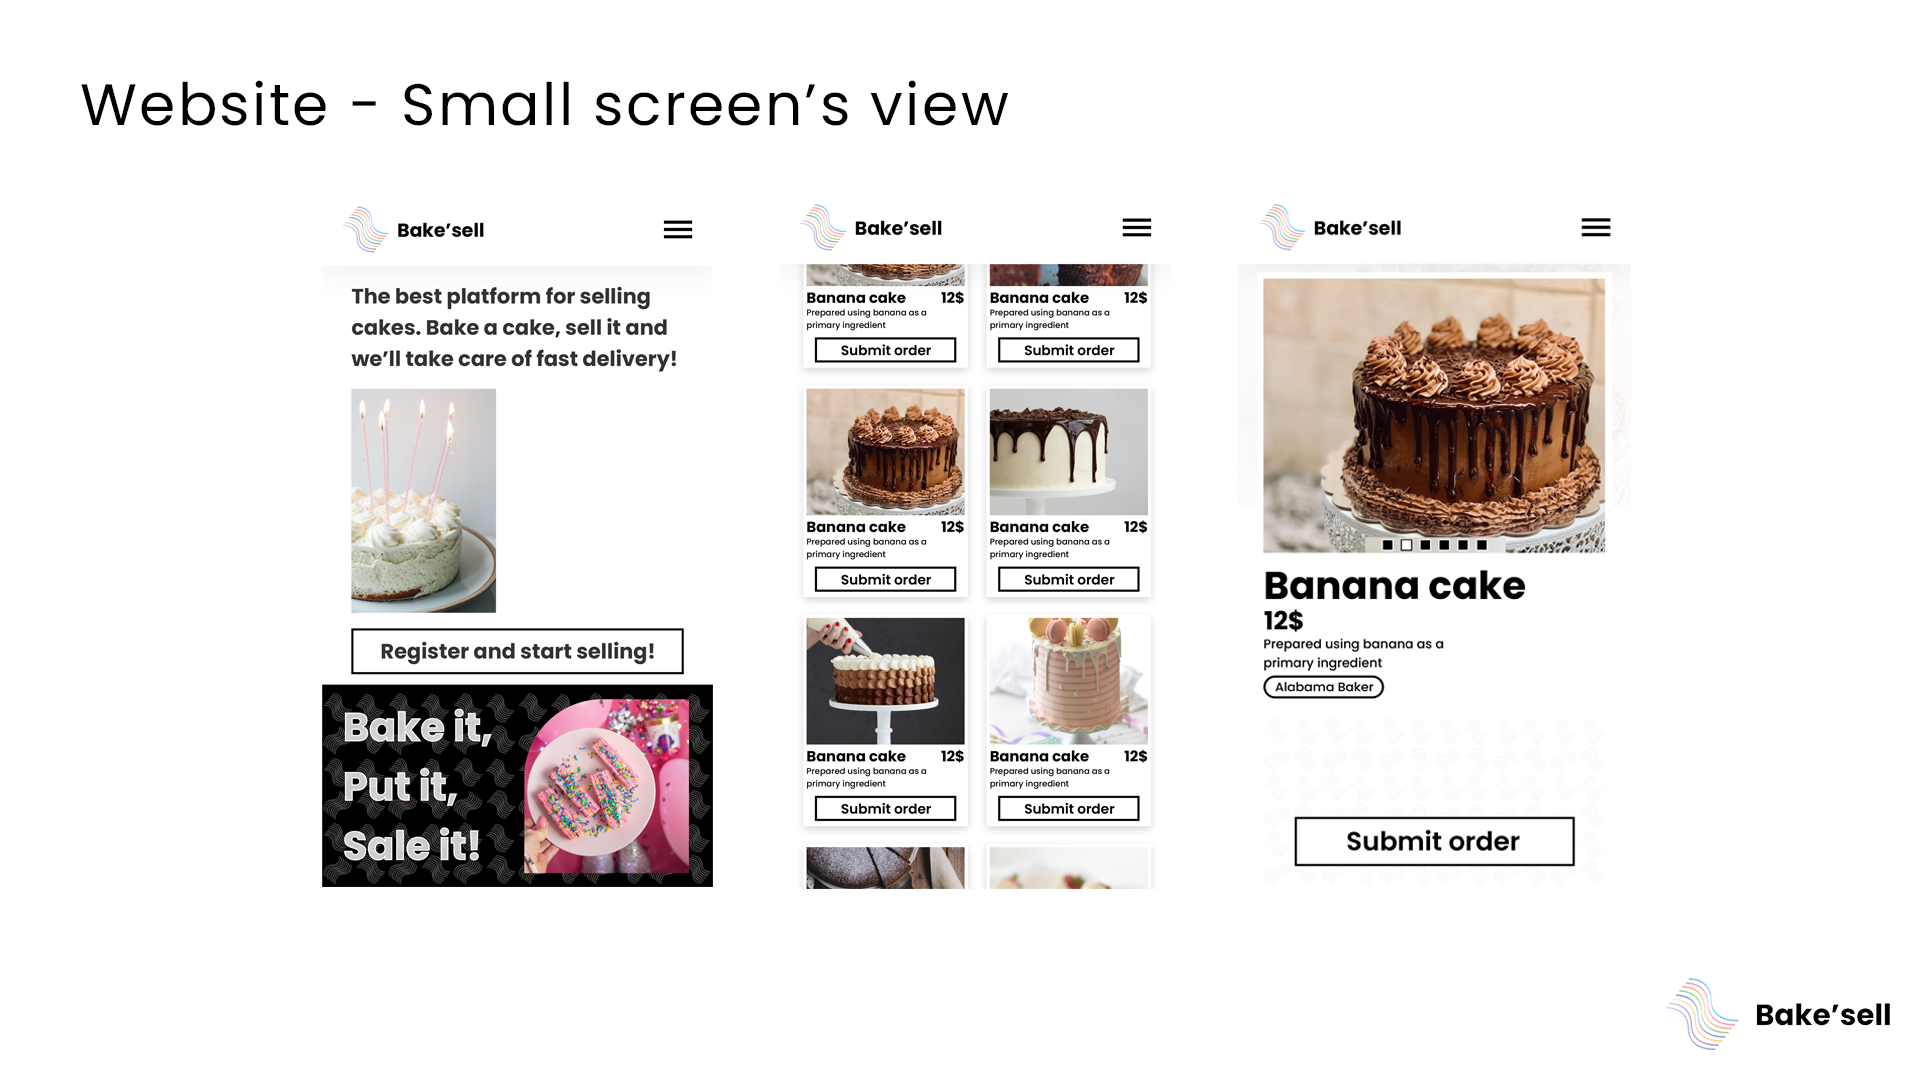 Website - Small screen’s view
Bake’sell
The best platform for selling
cakes. Bake a cake, sell it and
we’ll take care of fast delivery!
Register and start selling!
Bake it,
Put it,
Sale it!
Bake’sell
Banana cake 12$
Prepared using banana as a
primary ingredient
Submit order
Banana cake 12$
Prepared using banana as a
primary ingredient
Submit order
Banana cake 12$
Prepared using banana as a
primary ingredient
Submit order
Banana cake 12$
Prepared using banana as a
primary ingredient
Submit order
Banana cake 12$
Prepared using banana as a
primary ingredient
Submit order
Banana cake 12$
Prepared using banana as a
primary ingredient
Submit order
Bake’sell
Banana cake
12$
Prepared using banana as a
primary ingredient
Alabama Baker
Submit order
Bake’sell